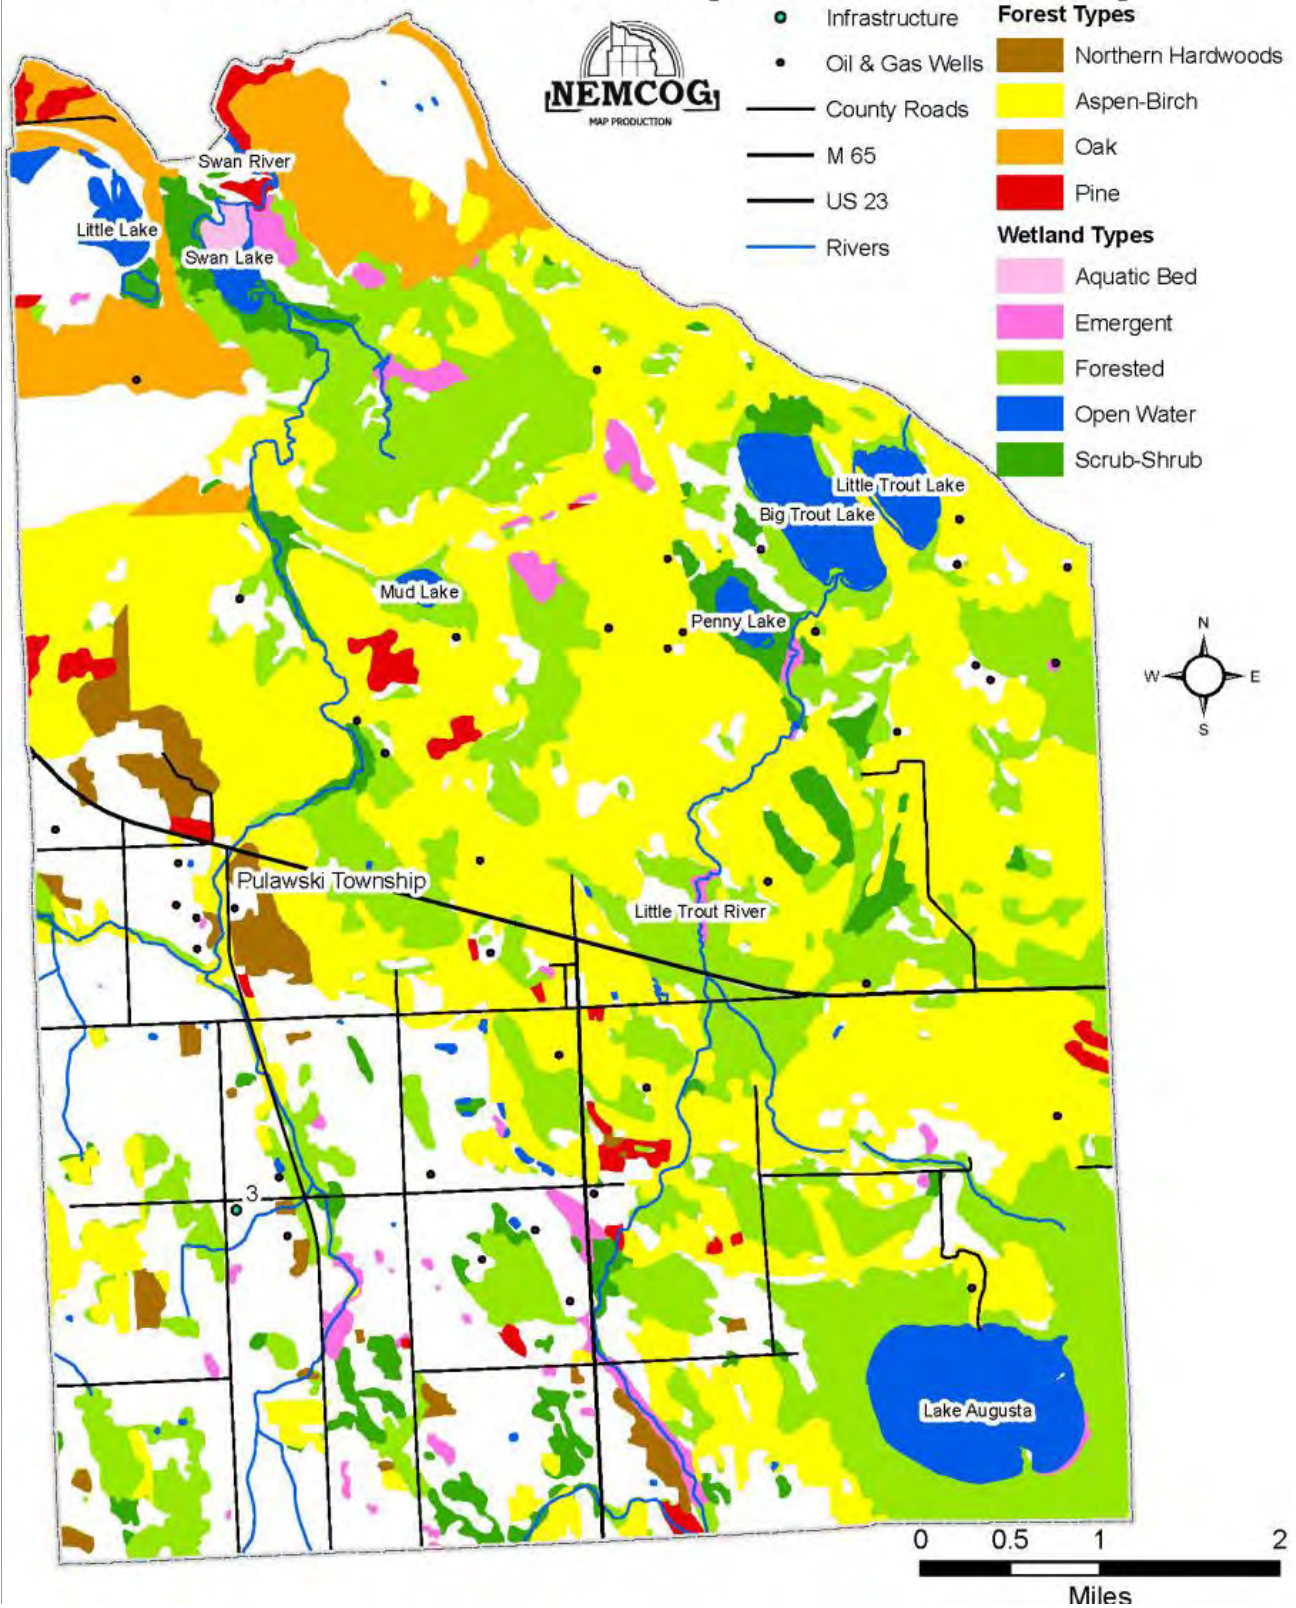 Infrastructure
Oil & Gas Wells
County Roads
M 65
US 23
Rivers
Forest Types
Northern Hardwoods
Aspen-Birch
Oak
Pine
Wetland Types
Aquatic Bed
Emergent
Forested
Open Water
Scrub-Shrub
NEMCOG
MAP PRODUCTION
Swan River
Little Lake
Swan Lake
Little Trout Lake
Big Trout Lake
Mud Lake
Penny Lake
N
W E
S
Pulawski Township
Little Trout River
3
Lake Augusta
0 0.5 1 2
Miles